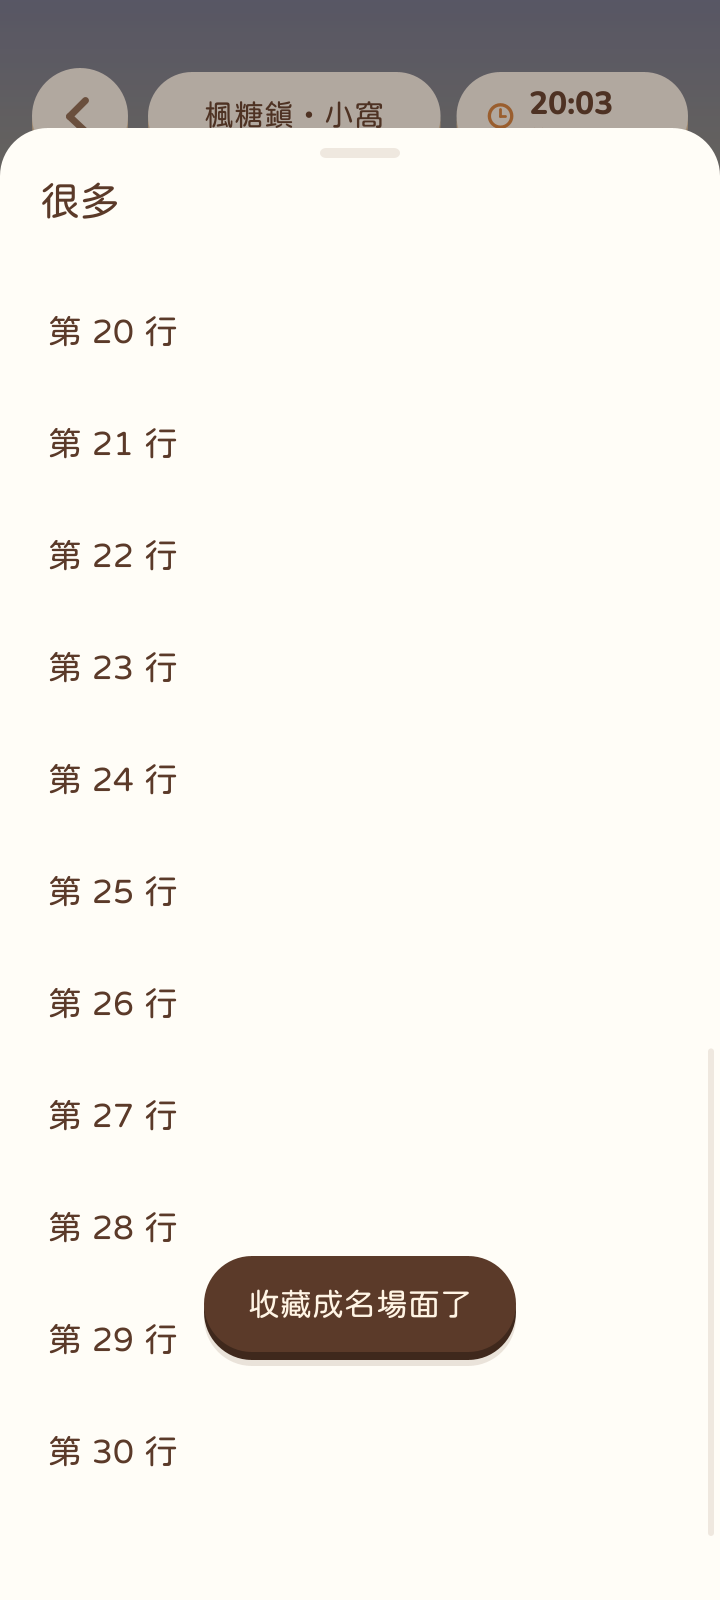 楓糖鎮・小窩
20:03
很多
第 20 行
第 21 行
第 22 行
第 23 行
第 24 行
第 25 行
第 26 行
第 27 行
第 28 行
收藏成名場面了
第 29 行
第 30 行